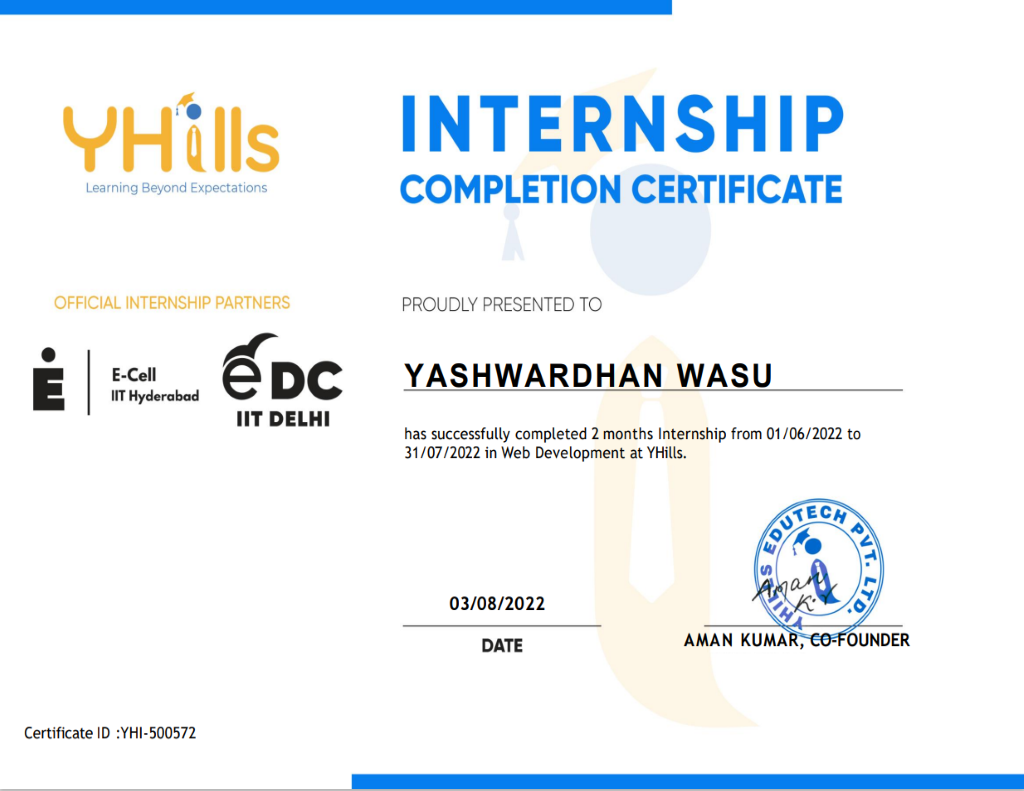 YHills
Learning Beyond Expectations
INTERNSHIP
COMPLETION CERTIFICATE
OFFICIAL INTERNSHIP PARTNERS
E
E-Cell
IIT Hyderabad
eDC
IIT DELHI
PROUDLY PRESENTED TO
YASHWARDHAN WASU
has successfully completed 2 months Internship from 01/06/2022 to
31/07/2022 in Web Development at YHills.
YHILLS EDUTECH PVT. LTD.
Aman
K.r
03/08/2022
DATE
AMAN KUMAR, CO-FOUNDER
Certificate ID :YHI-500572